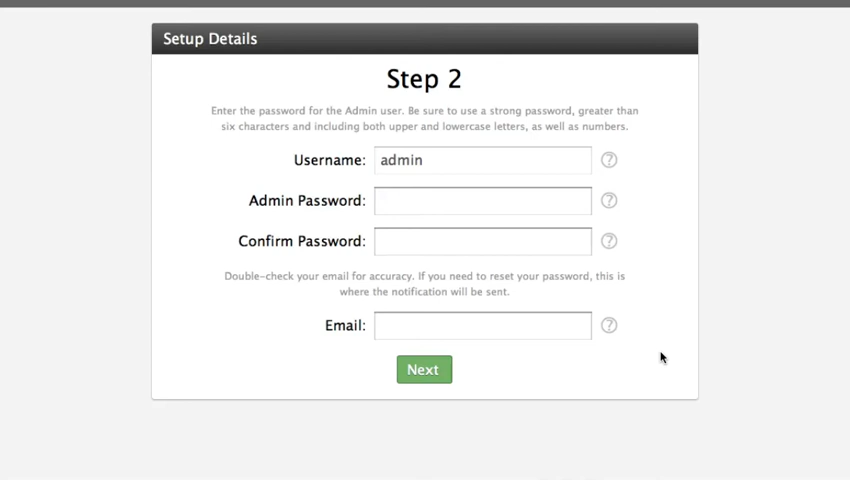 Setup Details
Step 2
Enter the password for the Admin user. Be sure to use a strong password, greater than
six characters and including both upper and lowercase letters, as well as numbers.
Username: admin ?
Admin Password: ?
Confirm Password: ?
Double-check your email for accuracy. If you need to reset your password, this is
where the notification will be sent.
Email: ?
Next